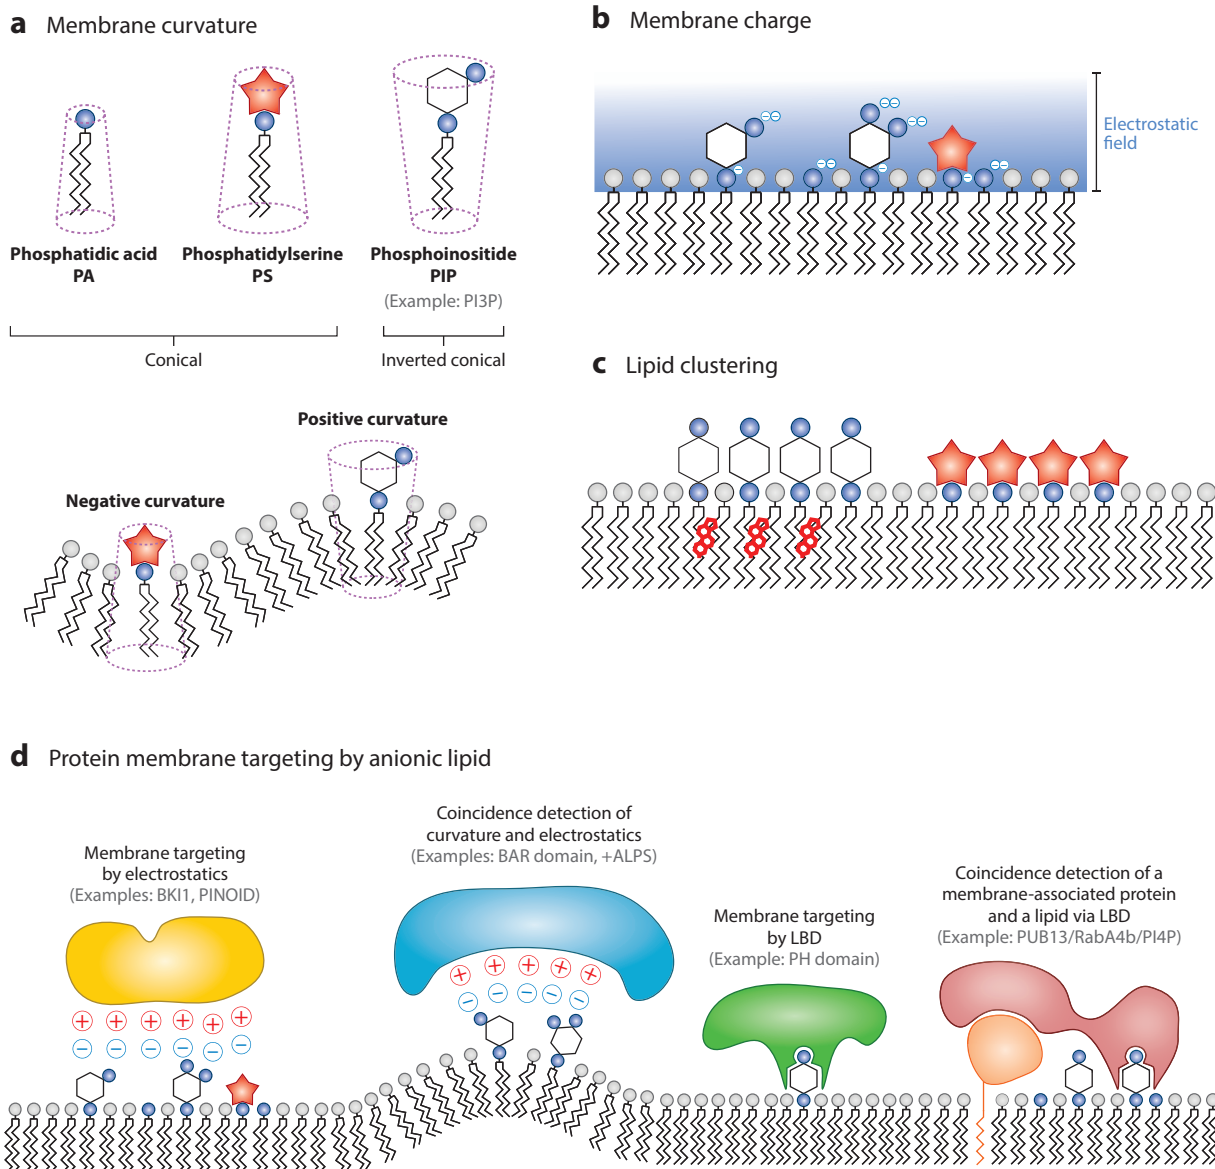 a Membrane curvature
Phosphatidic acid
PA
Phosphatidylserine
PS
Phosphoinositide
PIP
(Example: PI3P)
Conical
Inverted conical
Positive curvature
Negative curvature
b Membrane charge
Electrostatic
field
c Lipid clustering
d Protein membrane targeting by anionic lipid
Membrane targeting
by electrostatics
(Examples: BKI1, PINOID)
Coincidence detection of
curvature and electrostatics
(Examples: BAR domain, +ALPS)
Membrane targeting
by LBD
(Example: PH domain)
Coincidence detection of a
membrane-associated protein
and a lipid via LBD
(Example: PUB13/RabA4b/PI4P)